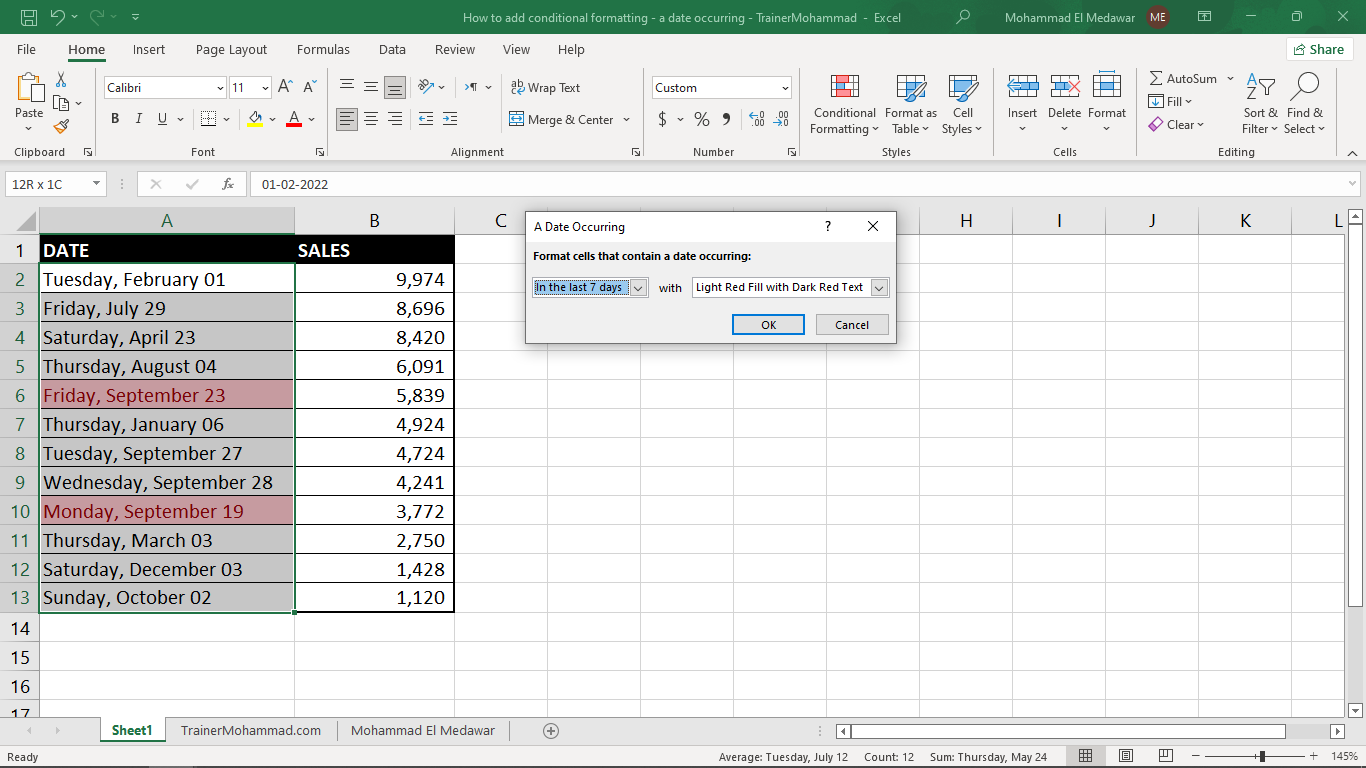 How to add conditional formatting - a date occurring - TrainerMohammad - Excel
Mohammad El Medawar ME
File Home Insert Page Layout Formulas Data Review View Help Share
Paste
Clipboard
Calibri 11
B I U A
Font
Wrap Text
Merge & Center
Alignment
Custom
$ % 9
Number
Conditional Formatting
Format as Table
Cell Styles
Styles
Insert Delete Format
Cells
AutoSum
Fill
Clear
Sort & Filter
Find & Select
Editing
12R x 1C fx 01-02-2022
A B C H I J K L
1 DATE SALES
2 Tuesday, February 01 9,974
3 Friday, July 29 8,696
4 Saturday, April 23 8,420
5 Thursday, August 04 6,091
6 Friday, September 23 5,839
7 Thursday, January 06 4,924
8 Tuesday, September 27 4,724
9 Wednesday, September 28 4,241
10 Monday, September 19 3,772
11 Thursday, March 03 2,750
12 Saturday, December 03 1,428
13 Sunday, October 02 1,120
14
15
16
17
A Date Occurring ?
Format cells that contain a date occurring:
In the last 7 days with Light Red Fill with Dark Red Text
OK Cancel
Sheet1 TrainerMohammad.com Mohammad El Medawar
Ready Average: Tuesday, July 12 Count: 12 Sum: Thursday, May 24 145%